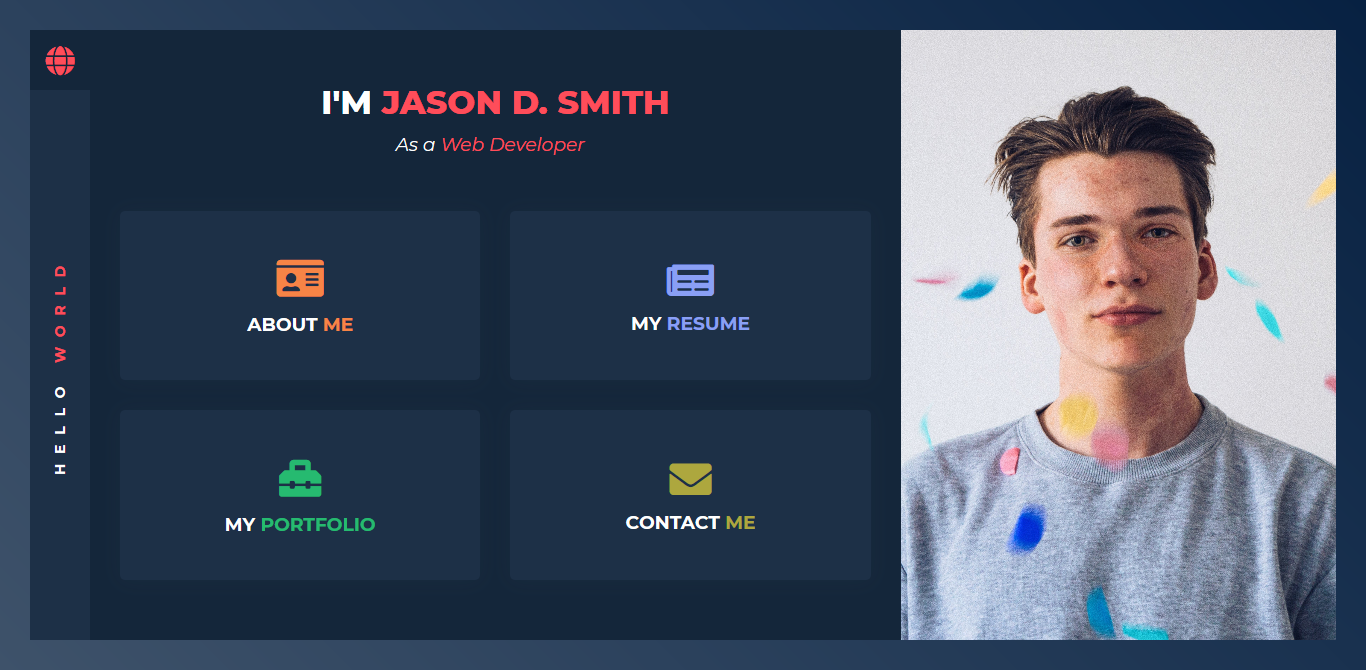 I'M JASON D. SMITH
As a Web Developer
HELLO WORLD
ABOUT ME
MY RESUME
MY PORTFOLIO
CONTACT ME